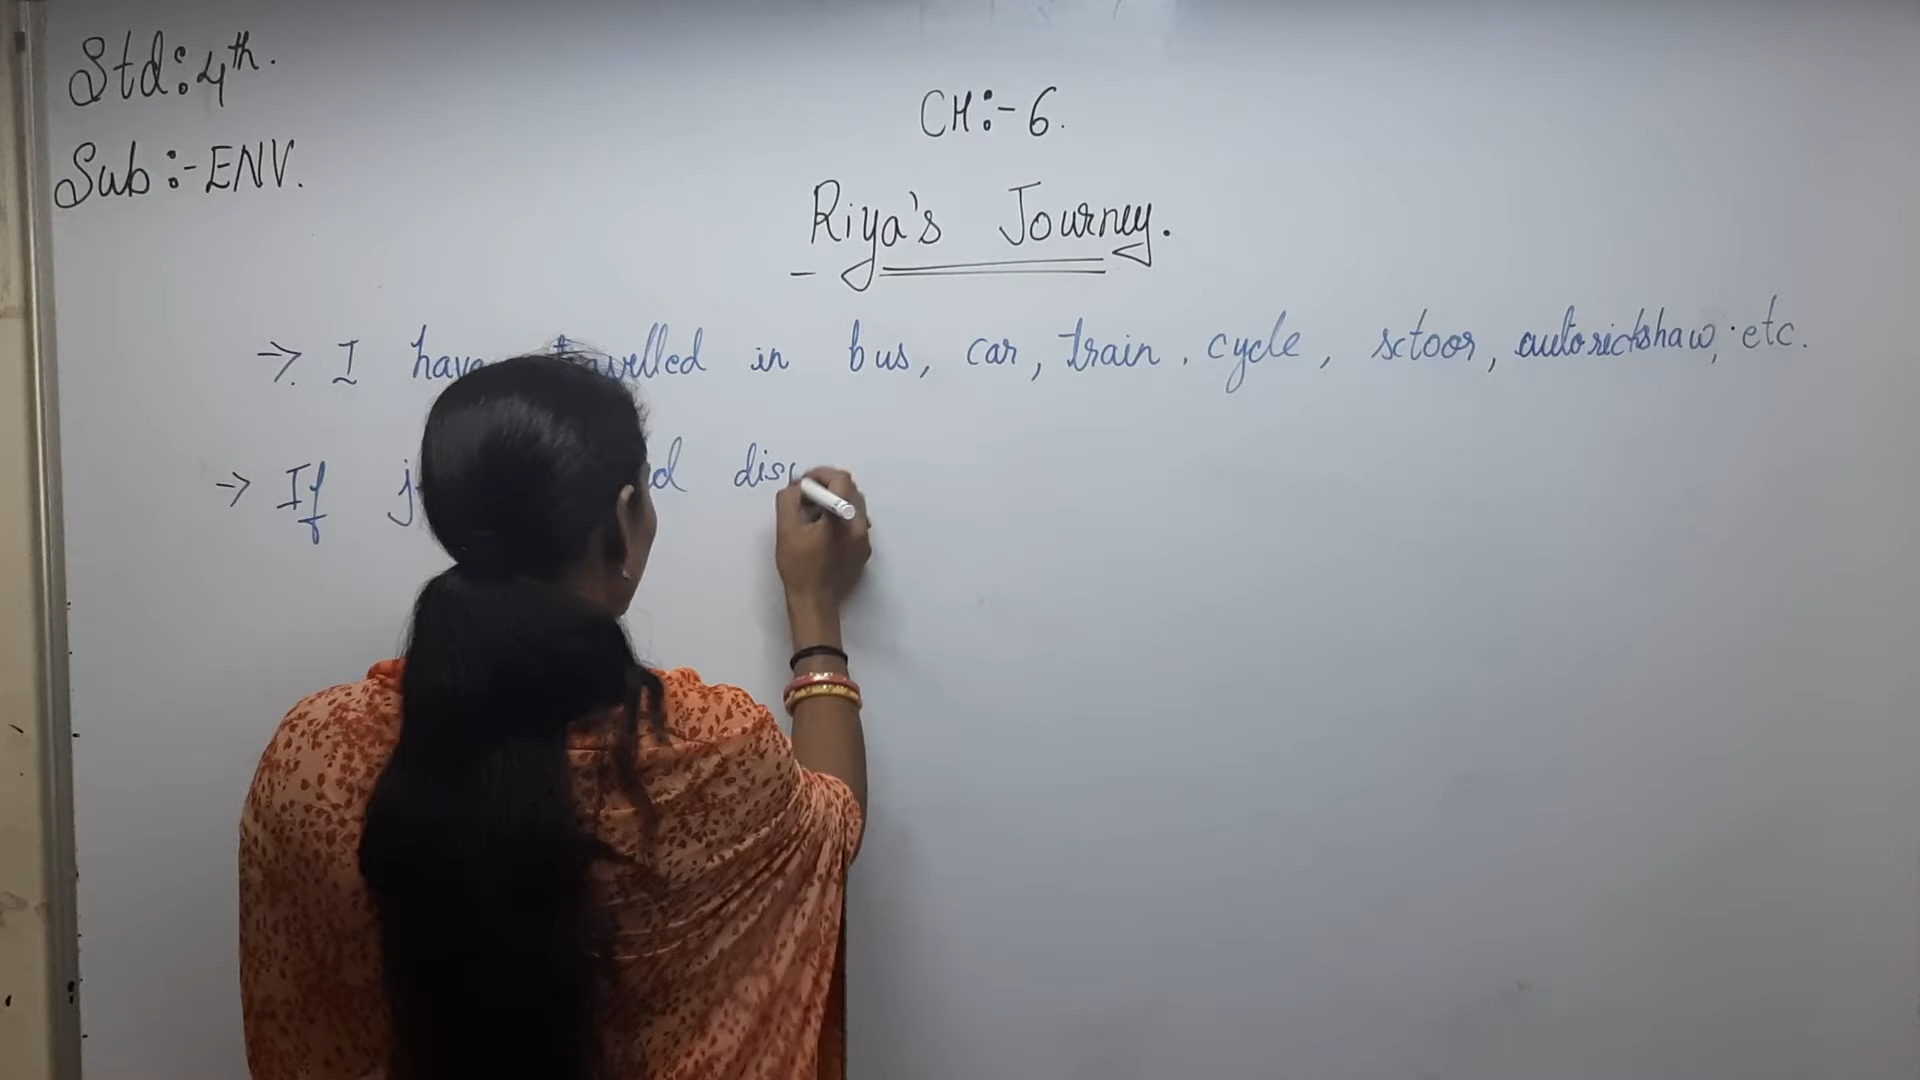 Std:4th.
Sub:-ENV.
CH:-6.
Riya's Journey.
→. I have travelled in bus, car, train, cycle, sctoor, autorickshaw, etc.
→ If